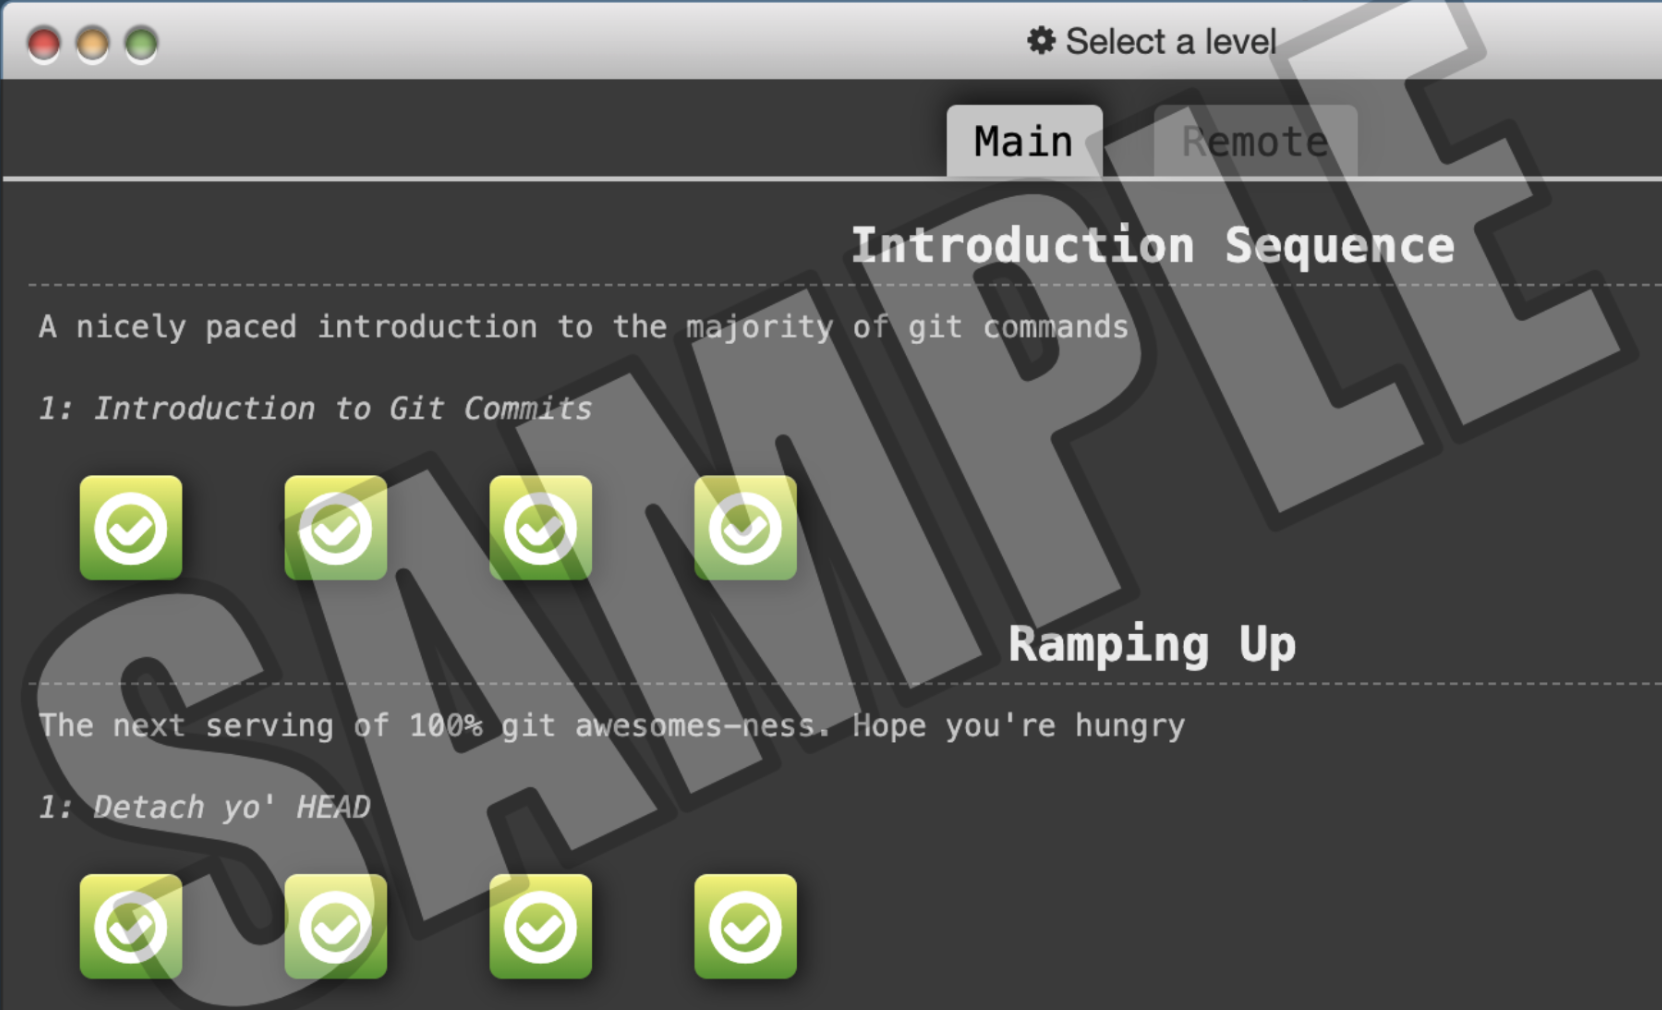 Select a level
Main
Remote
Introduction Sequence
A nicely paced introduction to the majority of git commands
1: Introduction to Git Commits
Ramping Up
The next serving of 100% git awesomes-ness. Hope you're hungry
1: Detach yo' HEAD
SAMPLE